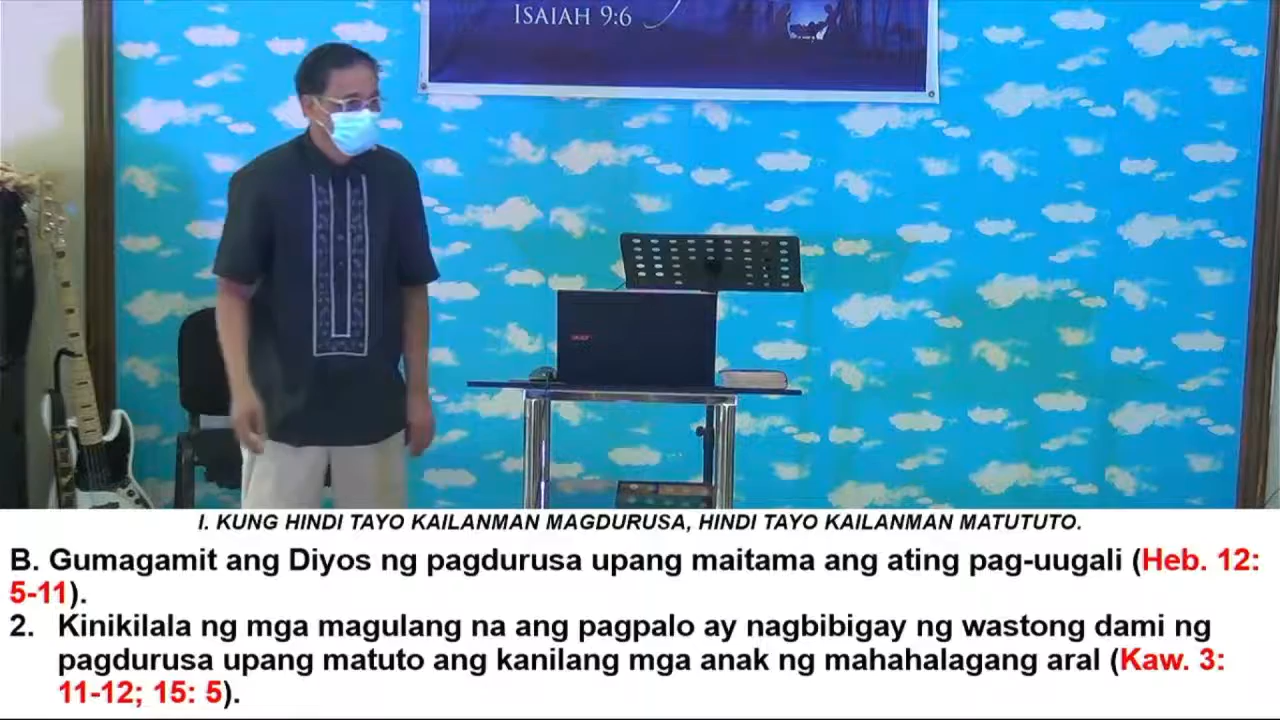 ISAIAH 9:6
acer
I. KUNG HINDI TAYO KAILANMAN MAGDURUSA, HINDI TAYO KAILANMAN MATUTUTO.
B. Gumagamit ang Diyos ng pagdurusa upang maitama ang ating pag-uugali (Heb. 12:
5-11).
2. Kinikilala ng mga magulang na ang pagpalo ay nagbibigay ng wastong dami ng
pagdurusa upang matuto ang kanilang mga anak ng mahahalagang aral (Kaw. 3:
11-12; 15: 5).